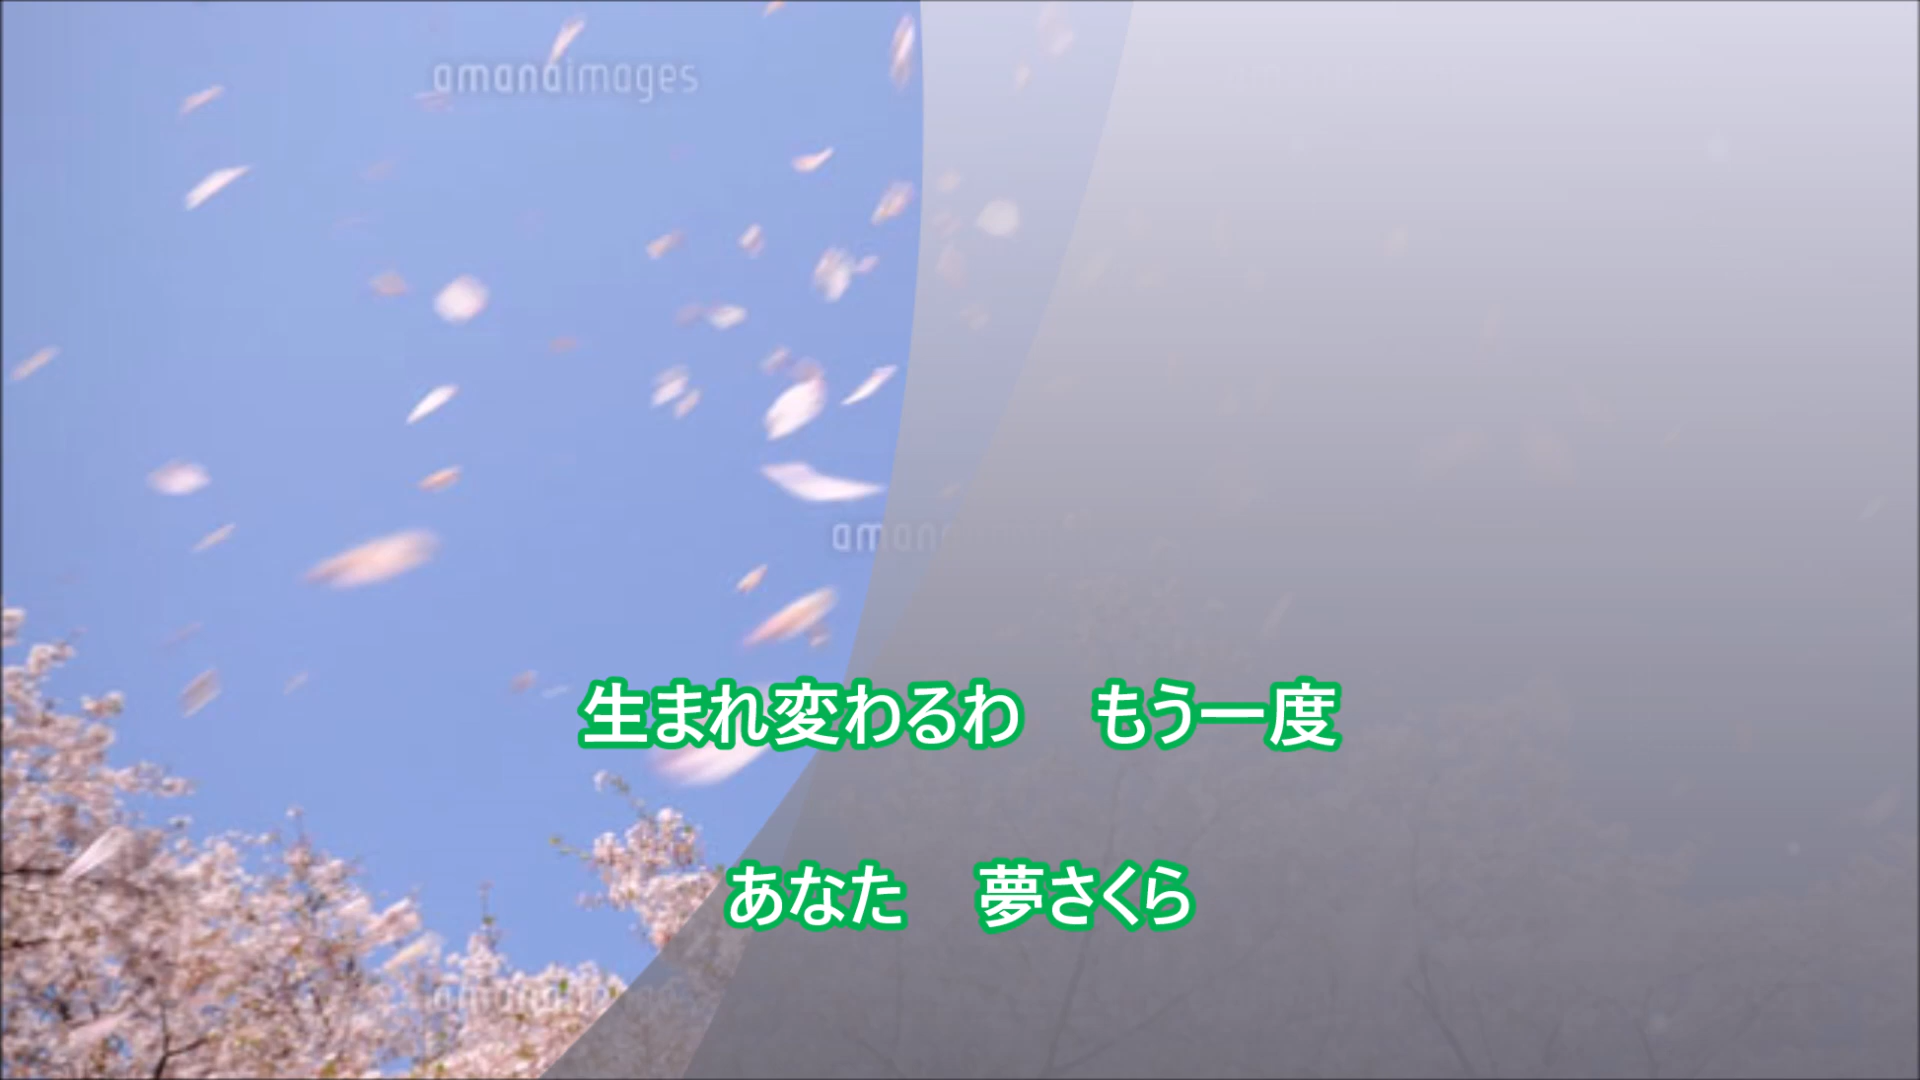 amanaimages
生まれ変わるわ　もう一度
あなた　夢さくら